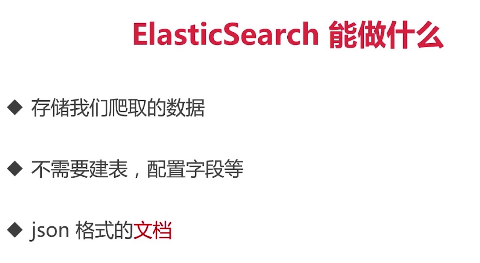 ElasticSearch 能做什么
◆ 存储我们爬取的数据
◆ 不需要建表，配置字段等
◆ json 格式的文档